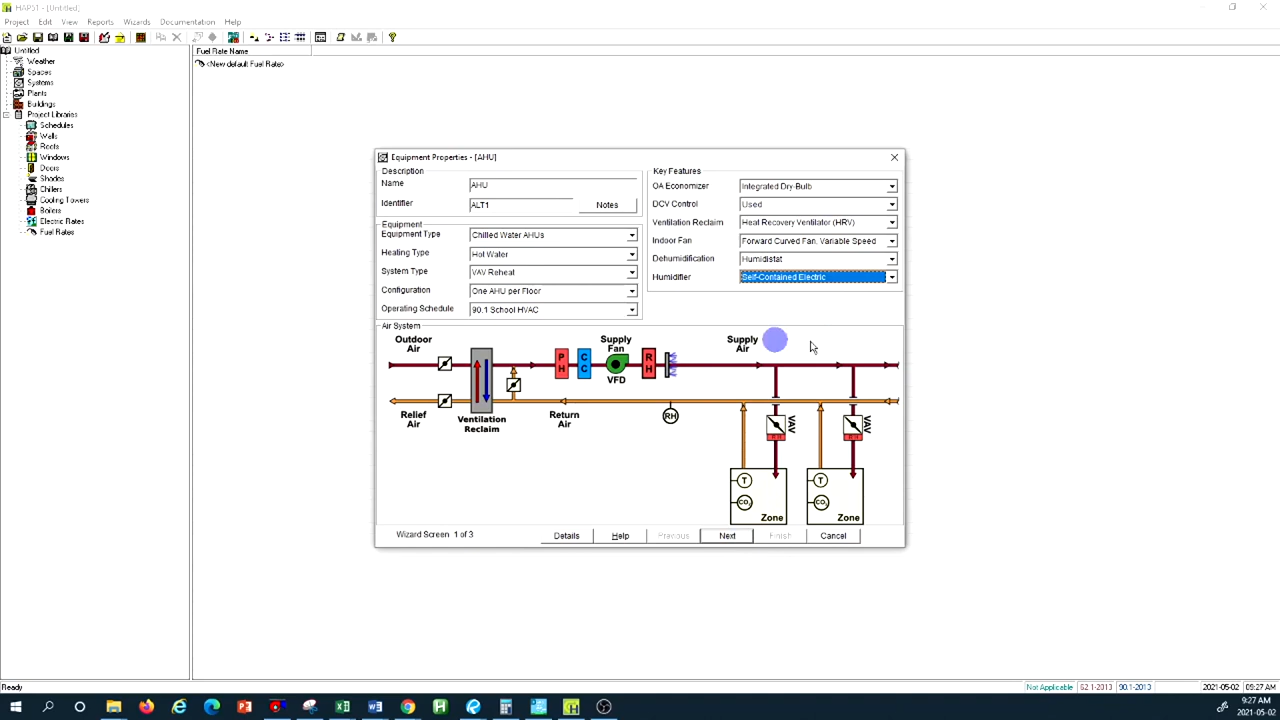 HAP51 - [Untitled]
Project Edit View Reports Wizards Documentation Help
Untitled
Weather
Spaces
Systems
Plants
Buildings
Project Libraries
Schedules
Walls
Roofs
Windows
Doors
Shades
Chillers
Cooling Towers
Boilers
Electric Rates
Fuel Rates
Fuel Rate Name
<New default Fuel Rate>
Equipment Properties - [AHU]
Description
Name AHU
Identifier ALT1 Notes
Equipment
Equipment Type Chilled Water AHUs
Heating Type Hot Water
System Type VAV Reheat
Configuration One AHU per Floor
Operating Schedule 90.1 School HVAC
Key Features
OA Economizer Integrated Dry-Bulb
DCV Control Used
Ventilation Reclaim Heat Recovery Ventilator (HRV)
Indoor Fan Forward Curved Fan, Variable Speed
Dehumidification Humidistat
Humidifier Self-Contained Electric
Air System
Outdoor
Air
Supply
Fan
Supply
Air
P
H
C
C
VFD
R
H
Relief
Air
Ventilation
Reclaim
Return
Air
RH
VAV
VAV
T
CO2
Zone
T
CO2
Zone
Wizard Screen 1 of 3 Details Help Previous Next Finish Cancel
Ready
Not Applicable 62.1-2013 90.1-2013 2021-05-02 09:27 AM
9:27 AM
2021-05-02